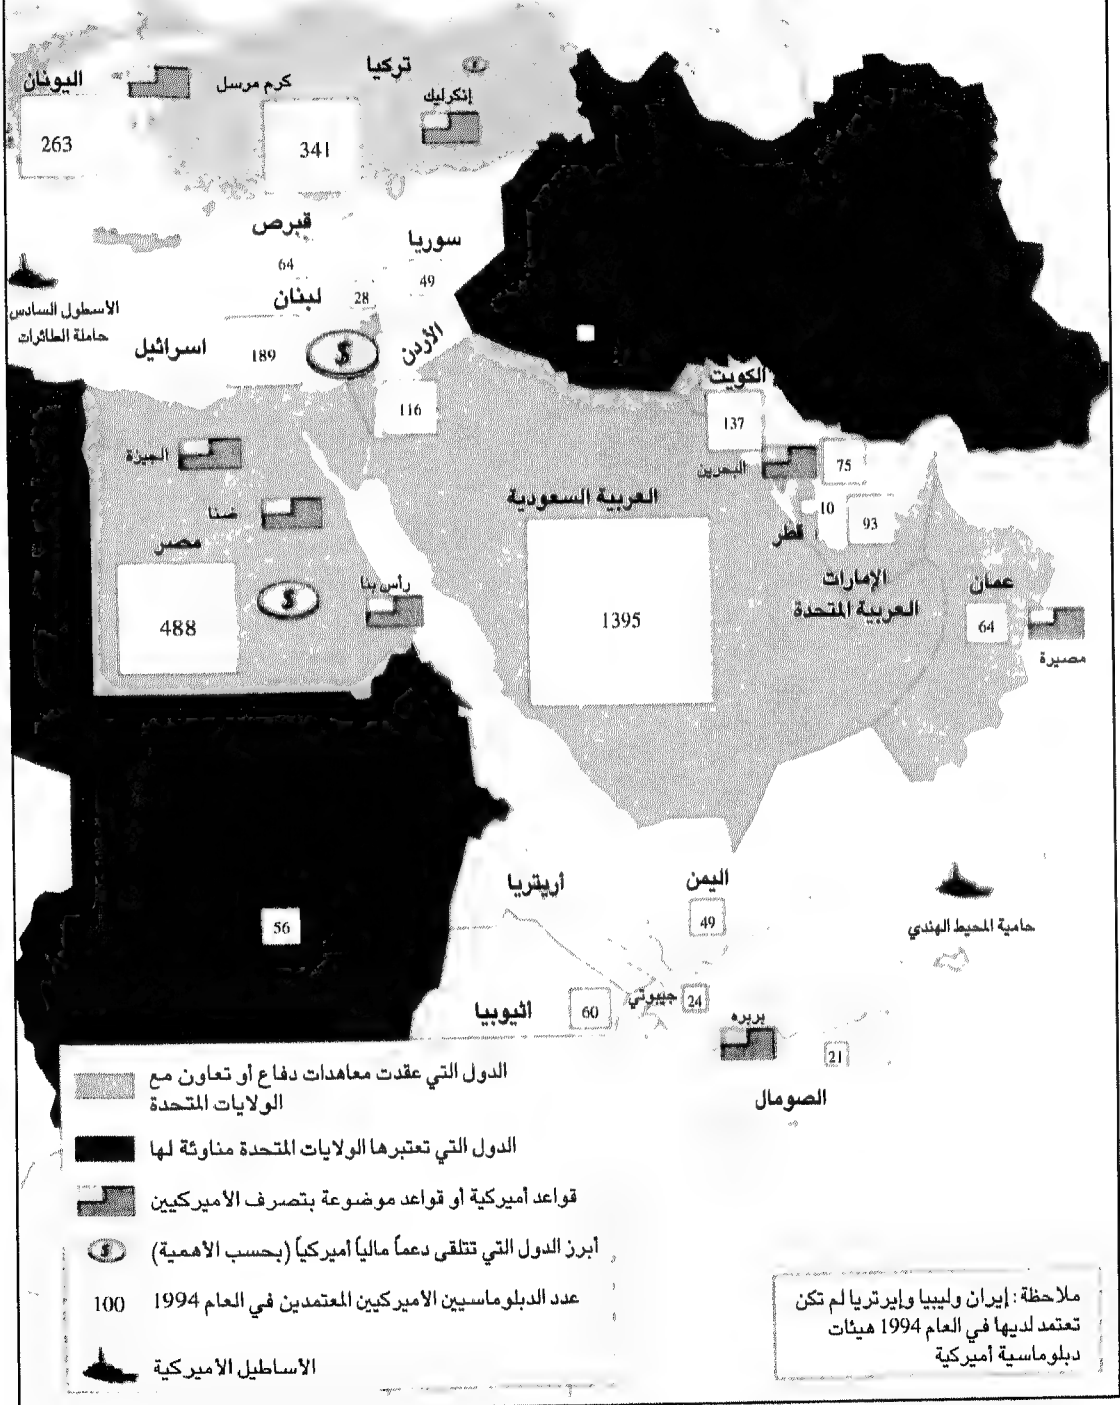 تركيا
اليونان
كرم مرسل
إنكرليك
263
341
قبرص
سوريا
64
49
لبنان
28
الأسطول السادس
حاملة الطائرات
اسرائيل
189
$
الأردن
116
الكويت
137
الجيزة
البحرين
75
العربية السعودية
ضنا
مصر
10
93
قطر
488
$
رأس بنا
1395
الإمارات
العربية المتحدة
عمان
64
مصيرة
أريتريا
اليمن
49
56
حامية المحيط الهندي
اثيوبيا
60
جيبوتي
24
بربره
21
الصومال
الدول التي عقدت معاهدات دفاع أو تعاون مع
الولايات المتحدة
الدول التي تعتبرها الولايات المتحدة مناوئة لها
قواعد أميركية أو قواعد موضوعة بتصرف الأميركيين
أبرز الدول التي تتلقى دعماً مالياً أميركياً (بحسب الأهمية)
$
عدد الدبلوماسيين الاميركيين المعتمدين في العام 1994
100
الأساطيل الاميركية
ملاحظة: إيران وليبيا وإيرتريا لم تكن
تعتمد لديها في العام 1994 هيئات
دبلوماسية أميركية